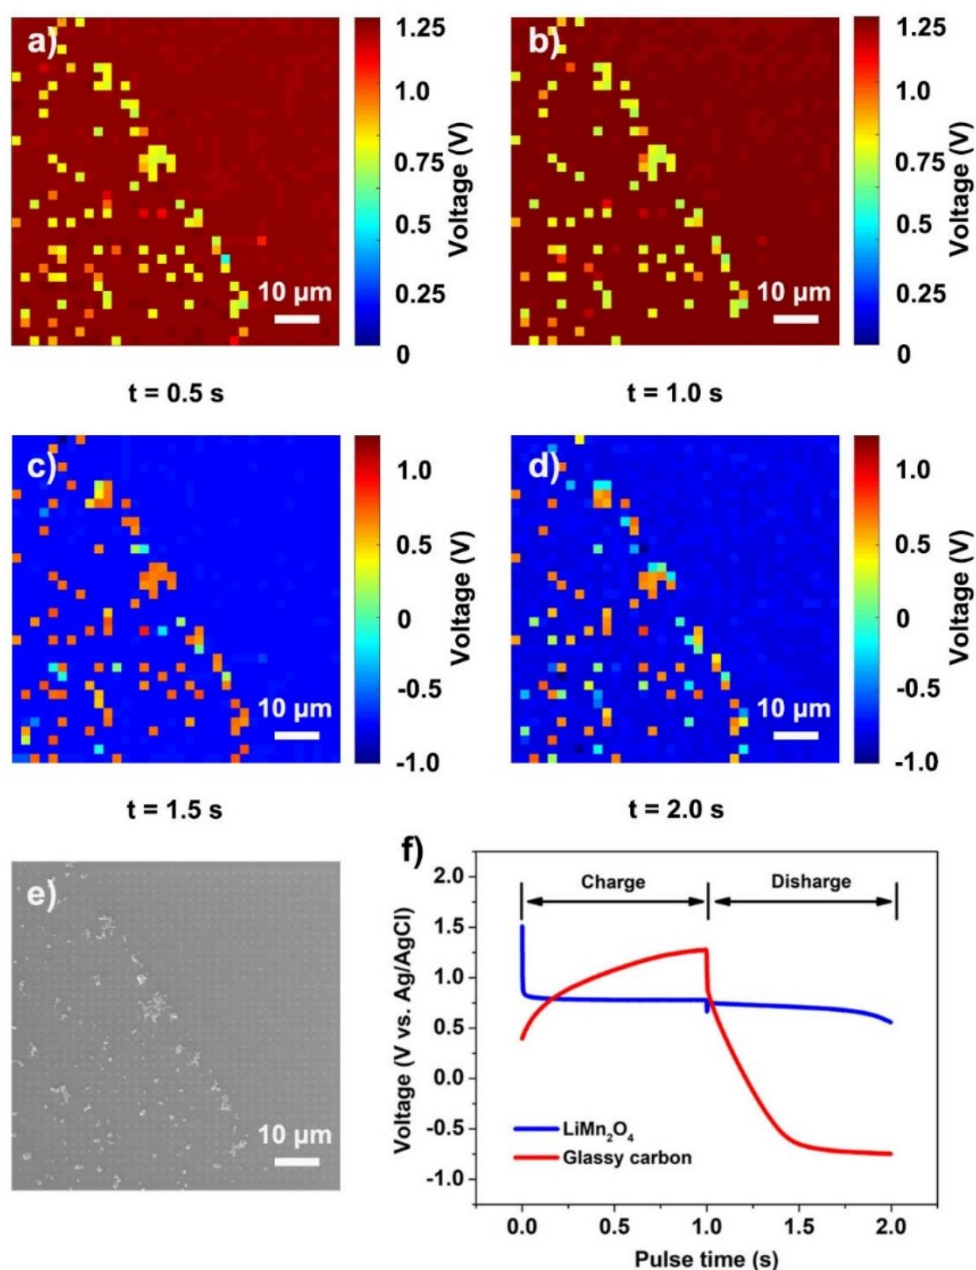 a)
1.25
1.0
0.75
0.5
0.25
0
Voltage (V)
10 μm
t = 0.5 s
b)
1.25
1.0
0.75
0.5
0.25
0
Voltage (V)
10 μm
t = 1.0 s
c)
1.0
0.5
0
-0.5
-1.0
Voltage (V)
10 μm
t = 1.5 s
d)
1.0
0.5
0
-0.5
-1.0
Voltage (V)
10 μm
t = 2.0 s
e)
10 μm
f)
Voltage (V vs. Ag/AgCl)
2.0
1.5
1.0
0.5
0.0
-0.5
-1.0
Charge
Disharge
LiMn₂O₄
Glassy carbon
0.0 0.5 1.0 1.5 2.0
Pulse time (s)